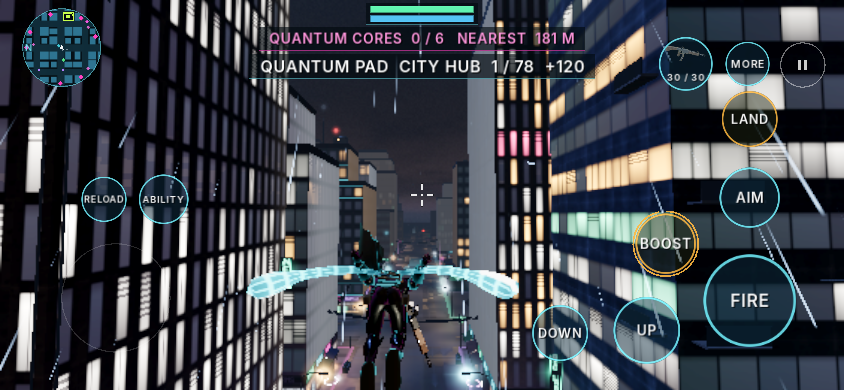 QUANTUM CORES 0 / 6 NEAREST 181 M
QUANTUM PAD CITY HUB 1 / 78 +120
30 / 30
MORE
LAND
RELOAD
ABILITY
AIM
BOOST
FIRE
DOWN
UP